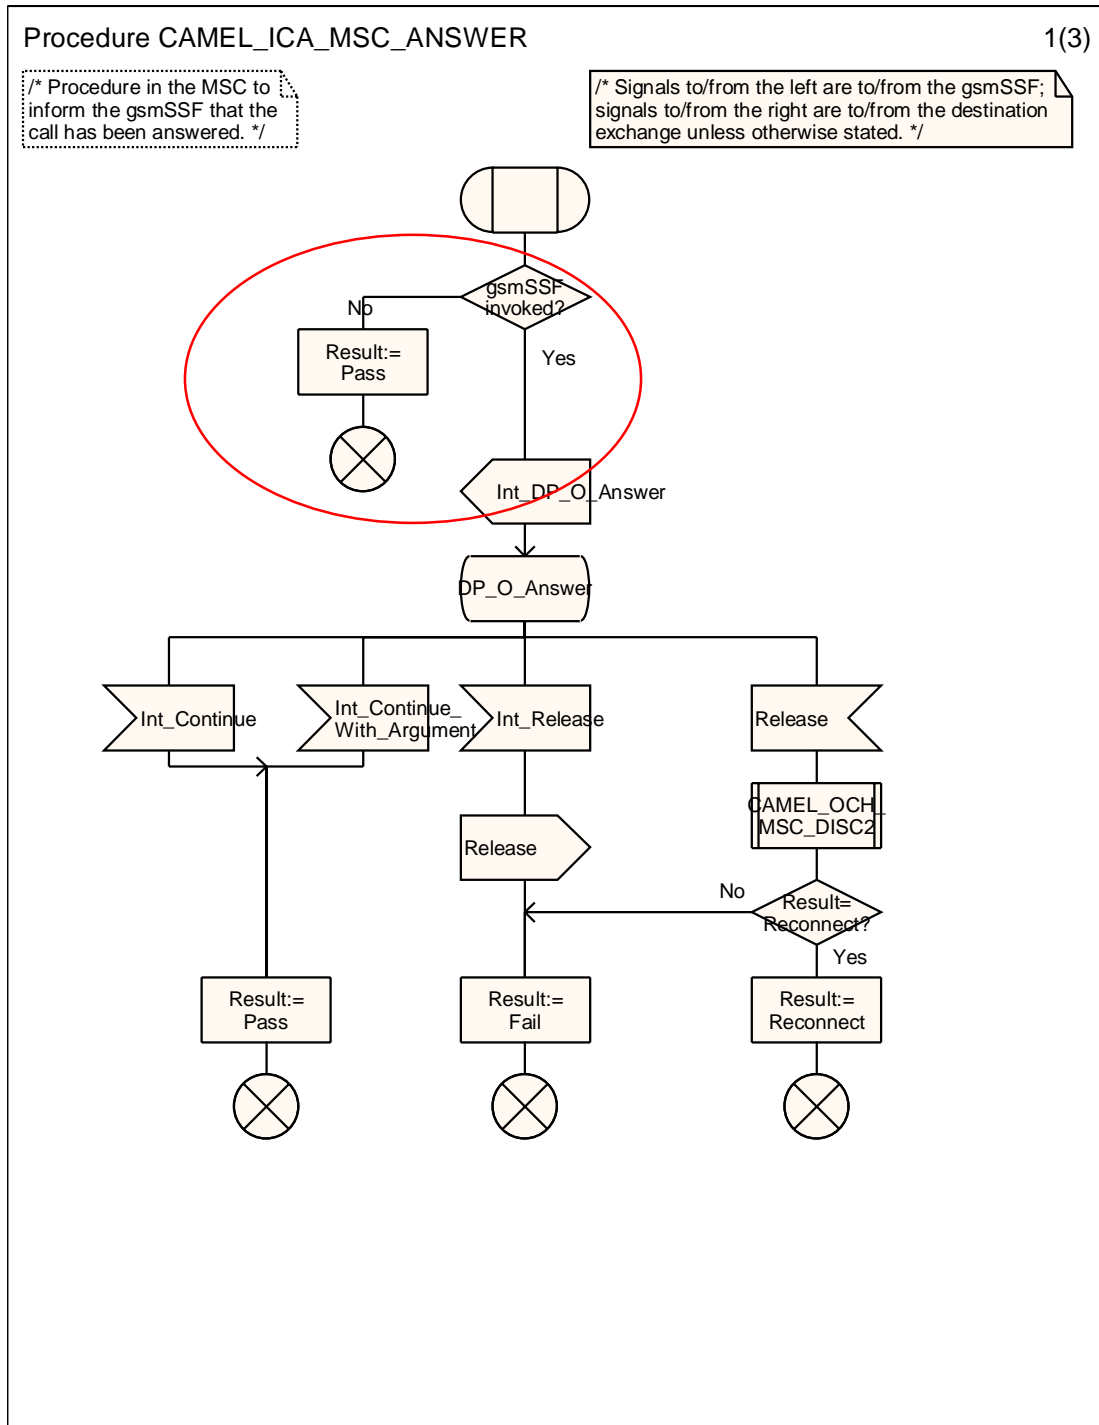 Procedure CAMEL_ICA_MSC_ANSWER
1(3)
/* Procedure in the MSC to
inform the gsmSSF that the
call has been answered. */
/* Signals to/from the left are to/from the gsmSSF;
signals to/from the right are to/from the destination
exchange unless otherwise stated. */
gsmSSF
invoked?
No
Result:=
Pass
Yes
Int_DP_O_Answer
DP_O_Answer
Int_Continue
Int_Continue_
With_Argument
Int_Release
Release
CAMEL_OCH_
MSC_DISC2
Release
No
Result=
Reconnect?
Yes
Result:=
Pass
Result:=
Fail
Result:=
Reconnect